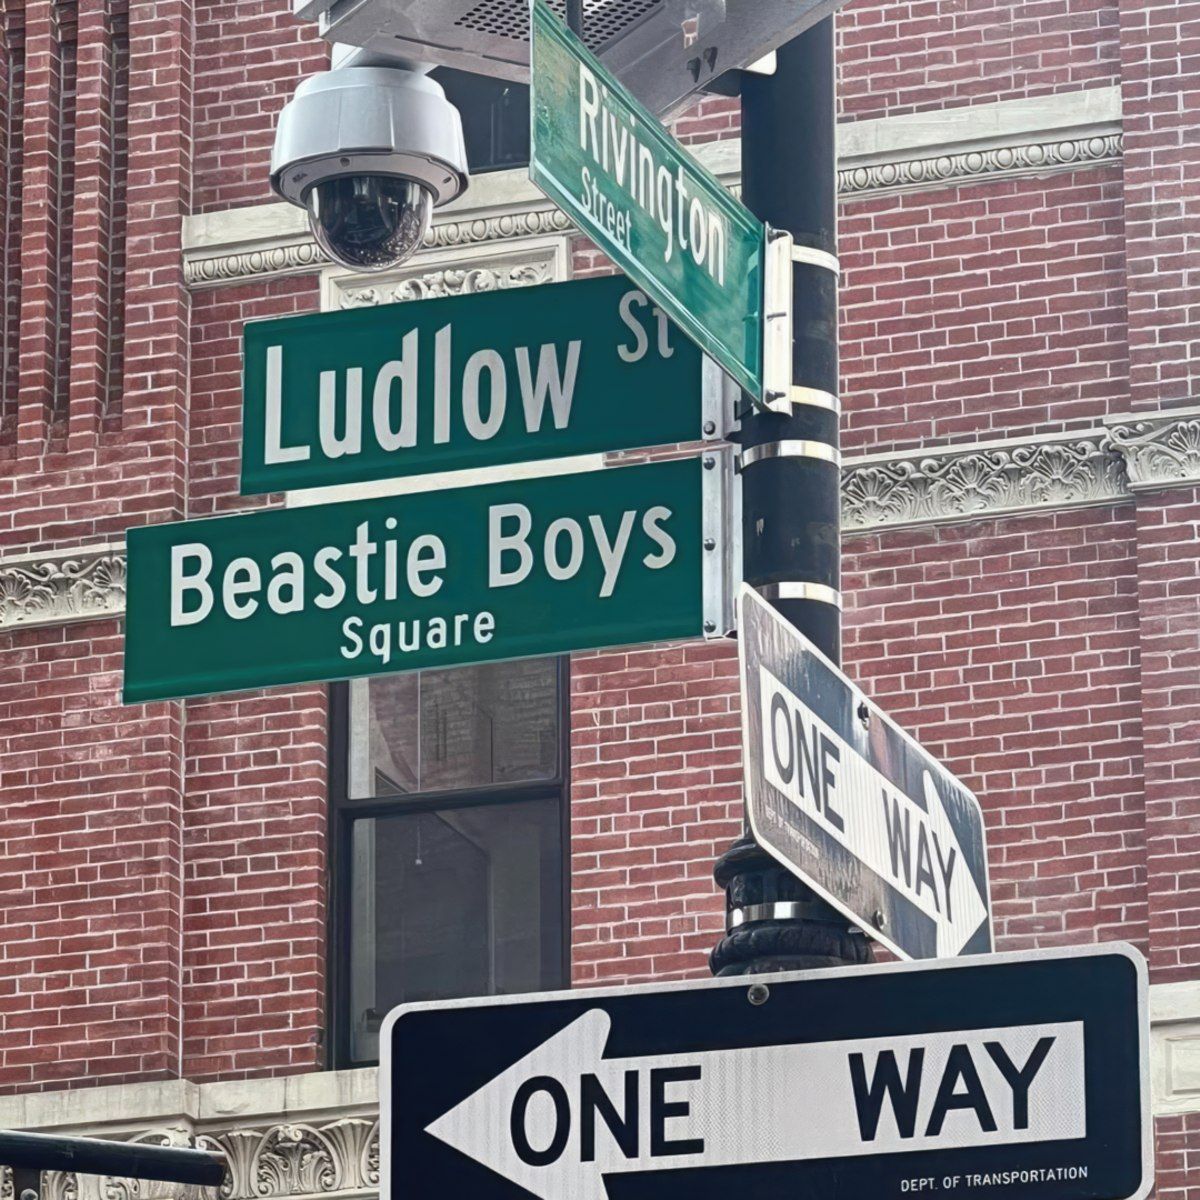 Rivington
Street
Ludlow St
Beastie Boys
Square
ONE WAY
ONE WAY
DEPT. OF TRANSPORTATION